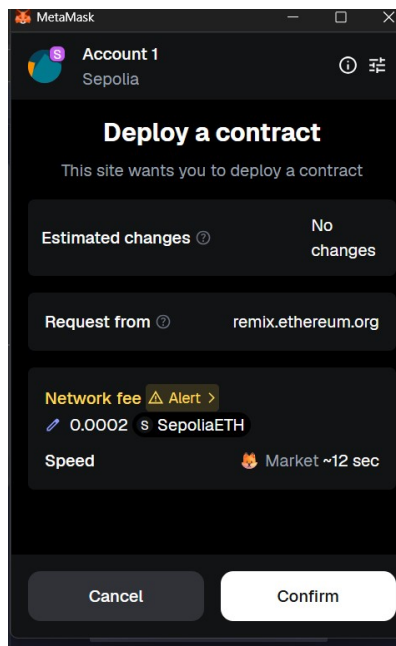 MetaMask
S
Account 1
Sepolia
Deploy a contract
This site wants you to deploy a contract
Estimated changes
No
changes
Request from
remix.ethereum.org
Network fee Alert >
0.0002 S SepoliaETH
Speed
Market ~12 sec
Cancel
Confirm